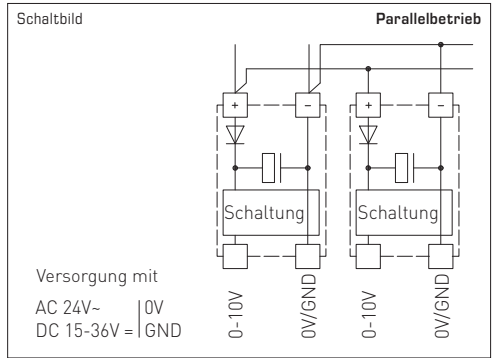 Schaltbild
Parallelbetrieb
+ − + −
Schaltung Schaltung
Versorgung mit
AC 24V~ | 0V
DC 15-36V = | GND
0-10V
0V/GND
0-10V
0V/GND